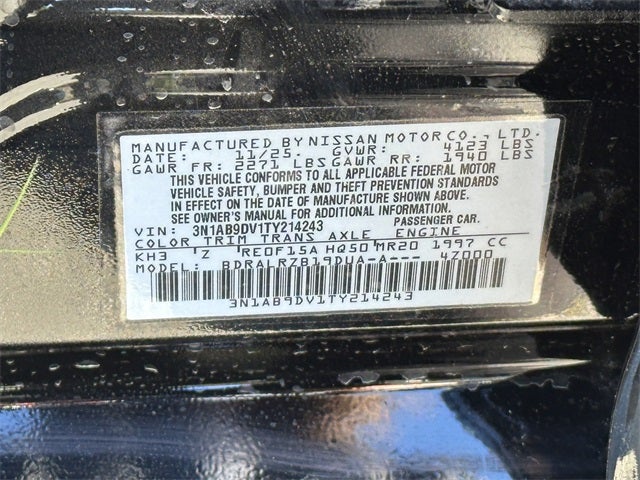 MANUFACTURED BY NISSAN MOTOR CO., LTD.
DATE: 11/25. GVWR: 4123 LBS
GAWR FR: 2271 LBS GAWR RR: 1940 LBS
THIS VEHICLE CONFORMS TO ALL APPLICABLE FEDERAL MOTOR
VEHICLE SAFETY, BUMPER AND THEFT PREVENTION STANDARDS
IN EFFECT ON THE DATE OF MANUFACTURE SHOWN ABOVE.
SEE OWNER'S MANUAL FOR ADDITIONAL INFORMATION
VIN: 3N1AB9DV1TY214243 PASSENGER CAR.
COLOR TRIM TRANS AXLE ENGINE
KH3 Z RE0F15A HQ50 MR20 1997 CC
MODEL: BDRALRZB19DUA-A--- 4Z000
3N1AB9DV1TY214243